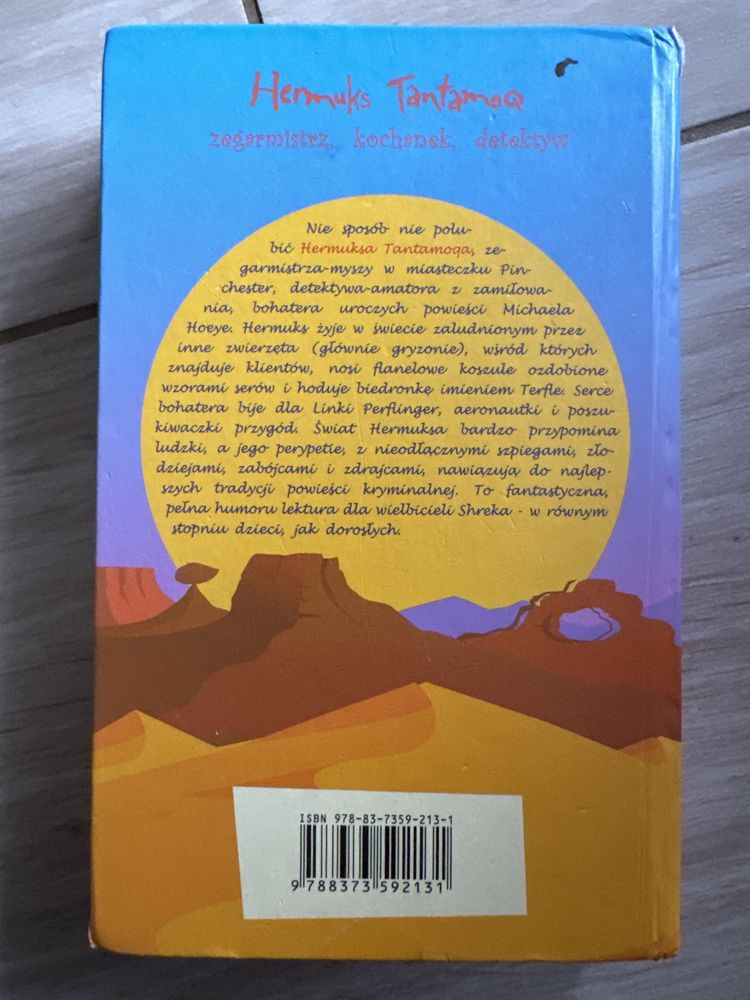 Hermuks Tantamoq
zegarmistrz, kochanek, detektyw
Nie sposób nie polu-
bić Hermuksa Tantamoqa, ze-
garmistrza-myszy w miasteczku Pin-
chester, detektywa-amatora z zamiłowa-
nia, bohatera uroczych powieści Michaela
Hoeye. Hermuks żyje w świecie zaludnionym przez
inne zwierzęta (głównie gryzonie), wśród których
znajduje klientów, nosi flanelowe koszule ozdobione
wzorami serów i hoduje biedronkę imieniem Terfle. Serce
bohatera bije dla Linki Perflinger, aeronautki i poszu-
kiwaczki przygód. Świat Hermuksa bardzo przypomina
ludzki, a jego perypetie, z nieodłącznymi szpiegami, zło-
dziejami, zabójcami i zdrajcami, nawiązują do najlep-
szych tradycji powieści kryminalnej. To fantastyczna,
pełna humoru lektura dla wielbicieli Shreka - w równym
stopniu dzieci, jak dorosłych.
ISBN 978-83-7359-213-1
9 788373 592131